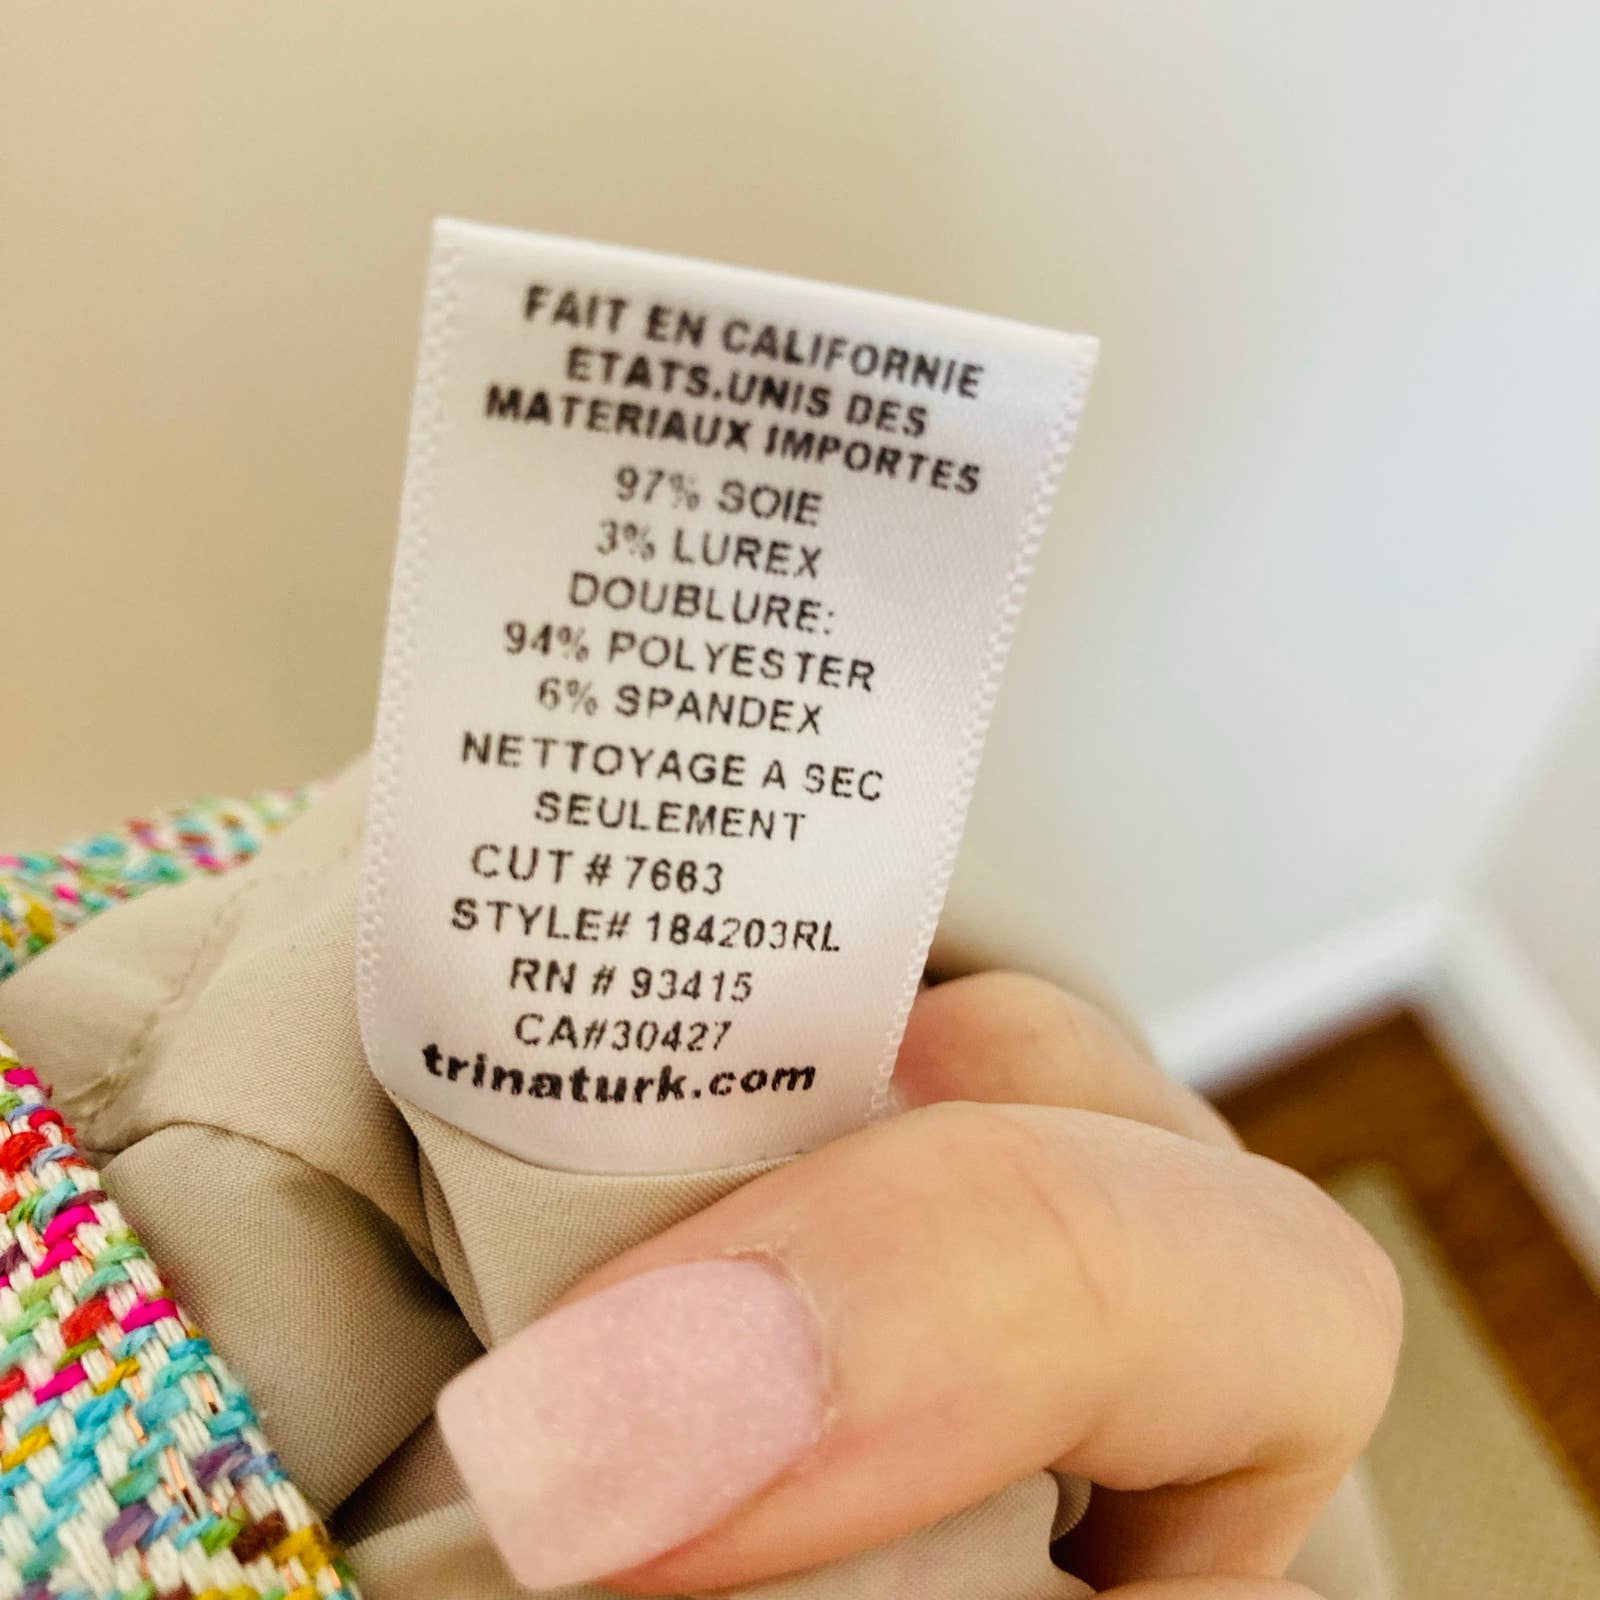 FAIT EN CALIFORNIE
ETATS.UNIS DES
MATERIAUX IMPORTES
97% SOIE
3% LUREX
DOUBLURE:
94% POLYESTER
6% SPANDEX
NETTOYAGE A SEC
SEULEMENT
CUT # 7683
STYLE# 184203RL
RN # 93415
CA#30427
trinaturk.com